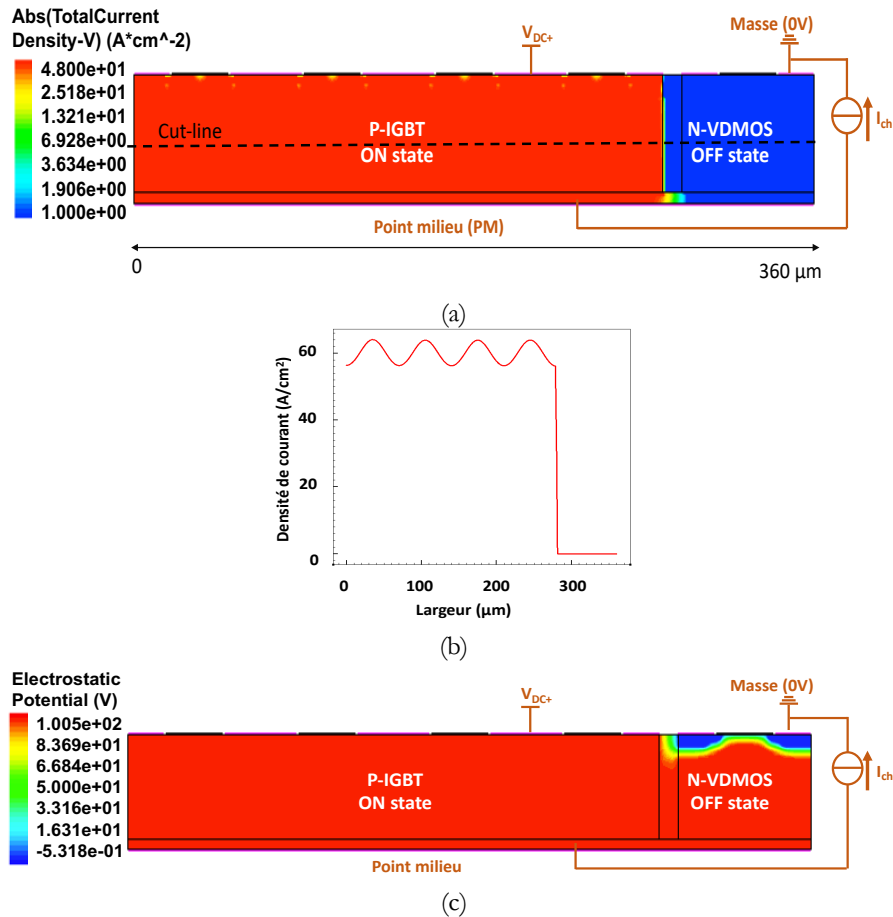 Abs(TotalCurrent
Density-V) (A*cm^-2)
4.800e+01
2.518e+01
1.321e+01
6.928e+00
3.634e+00
1.906e+00
1.000e+00
VDC+
Masse (0V)
Ich
Cut-line
P-IGBT
ON state
N-VDMOS
OFF state
Point milieu (PM)
0
360 µm
(a)
Densité de courant (A/cm²)
60
40
20
0
0 100 200 300
Largeur (µm)
(b)
Electrostatic
Potential (V)
1.005e+02
8.369e+01
6.684e+01
5.000e+01
3.316e+01
1.631e+01
-5.318e-01
VDC+
Masse (0V)
Ich
P-IGBT
ON state
N-VDMOS
OFF state
Point milieu
(c)